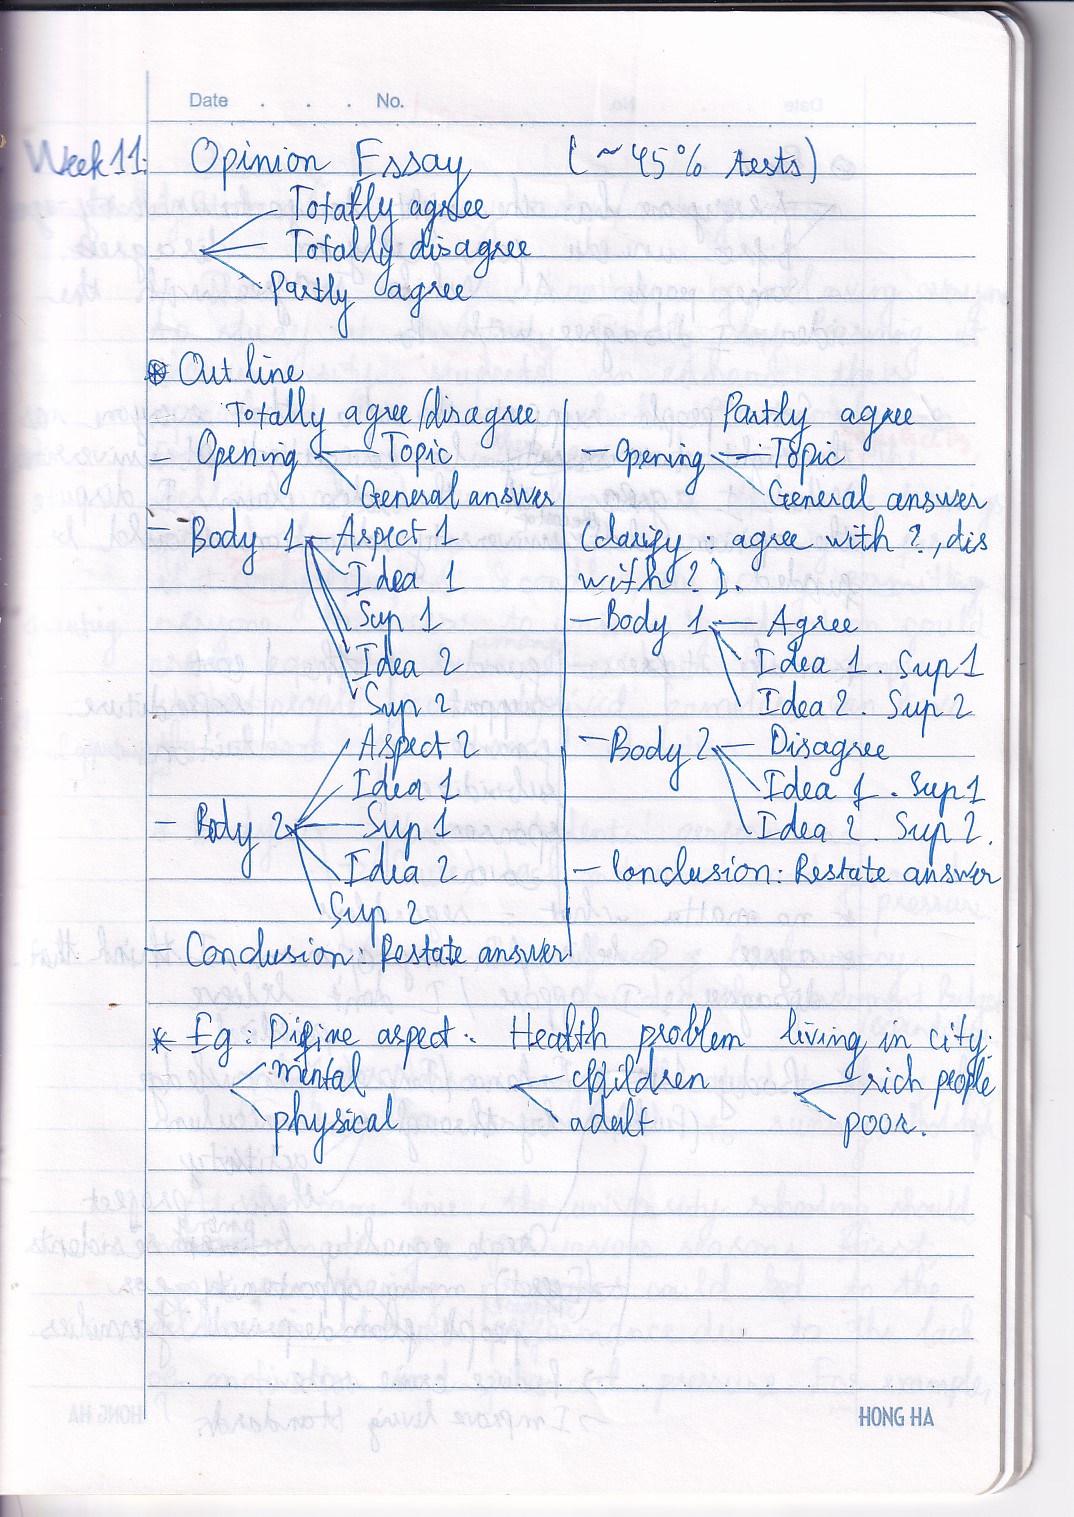 Date . . . No.
Week 11: Opinion Essay (~45% tests)
Totally agree
Totally disagree
Partly agree
* Out line
Totally agree/disagree
- Opening - Topic
General answer
- Body 1 - Aspect 1
Idea 1
Sup 1
Idea 2
Sup 2
Aspect 2
Idea 1
- Body 2 - Sup 1
Idea 2
Sup 2
- Conclusion: Restate answer
Partly agree
- Opening - Topic
General answer
(clarify: agree with?, dis
with?).
- Body 1 - Agree
Idea 1. Sup 1
Idea 2. Sup 2
- Body 2 - Disagree
Idea 1. Sup 1
Idea 2. Sup 2.
- Conclusion: Restate answer
* Eg: Difine aspect: Health problem living in city:
mental children rich people
physical adult poor.
HONG HA